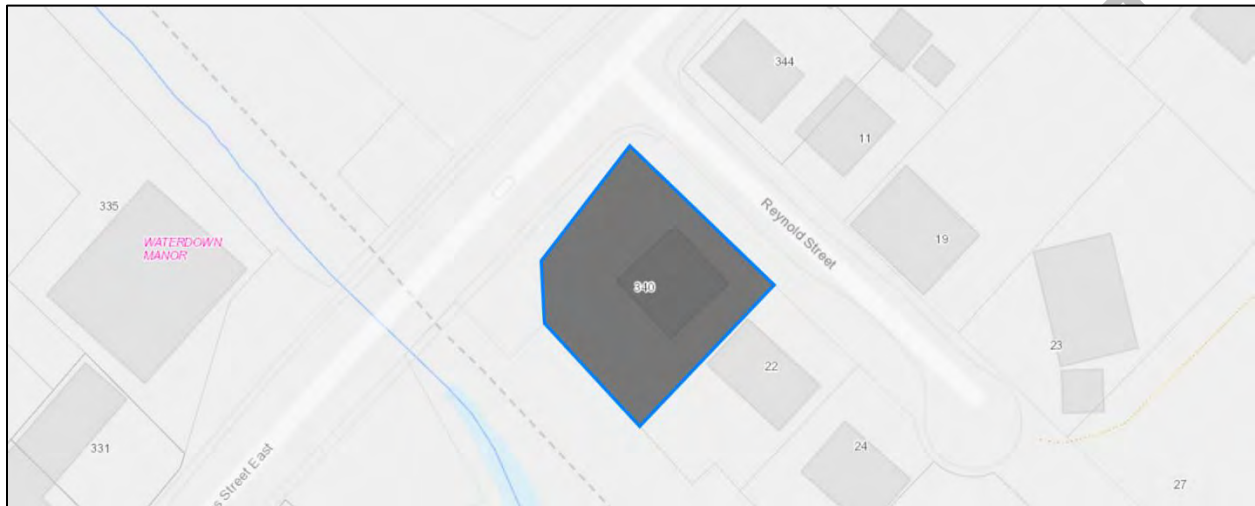 344
11
335
WATERDOWN
MANOR
Reynold Street
19
340
23
22
331
24
Street East
27